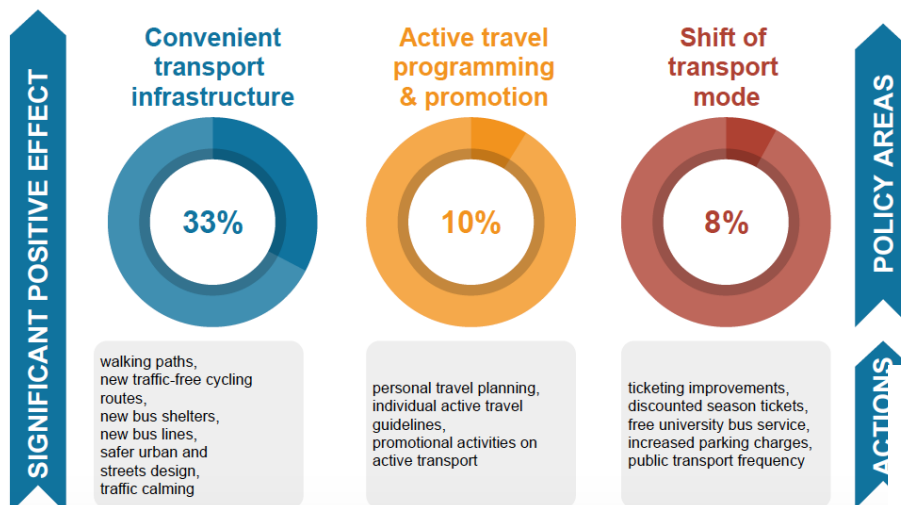 SIGNIFICANT POSITIVE EFFECT
Convenient
transport
infrastructure
33%
walking paths,
new traffic-free cycling
routes,
new bus shelters,
new bus lines,
safer urban and
streets design,
traffic calming
Active travel
programming
& promotion
10%
personal travel planning,
individual active travel
guidelines,
promotional activities on
active transport
Shift of
transport
mode
8%
ticketing improvements,
discounted season tickets,
free university bus service,
increased parking charges,
public transport frequency
POLICY AREAS
ACTIONS